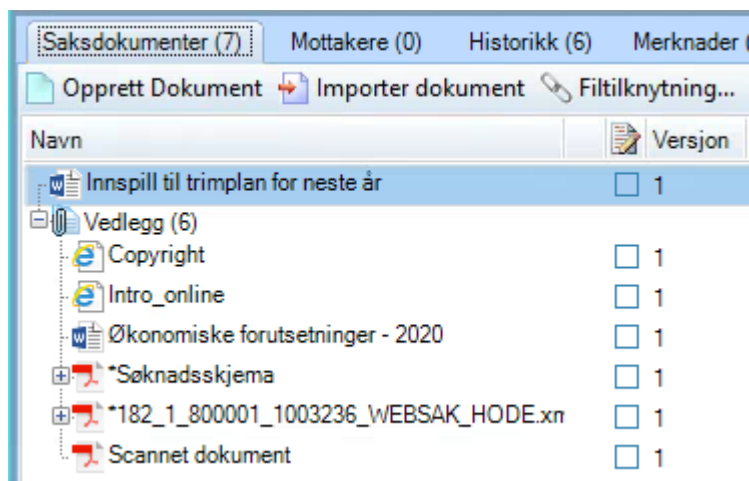 Saksdokumenter (7) Mottakere (0) Historikk (6) Merknader (
Opprett Dokument Importer dokument Filtilknytning...
Navn Versjon
Innspill til trimplan for neste år 1
Vedlegg (6)
Copyright 1
Intro_online 1
Økonomiske forutsetninger - 2020 1
*Søknadsskjema 1
*182_1_800001_1003236_WEBSAK_HODE.xm 1
Scannet dokument 1